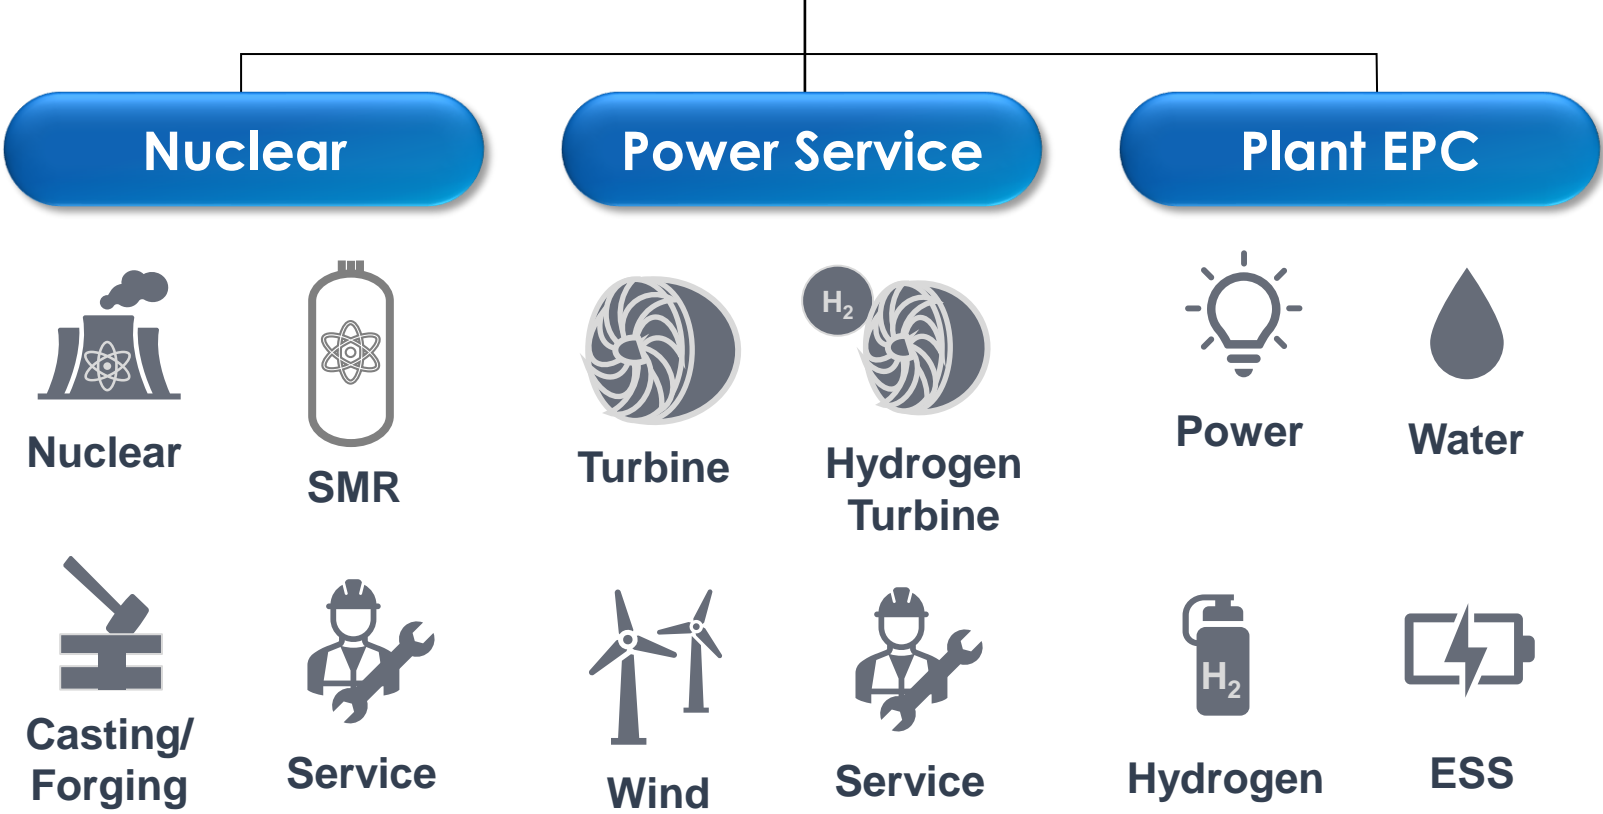 Nuclear
Power Service
Plant EPC
Nuclear
SMR
Casting/
Forging
Service
Turbine
H₂
Hydrogen
Turbine
Wind
Service
Power
Water
H₂
Hydrogen
ESS